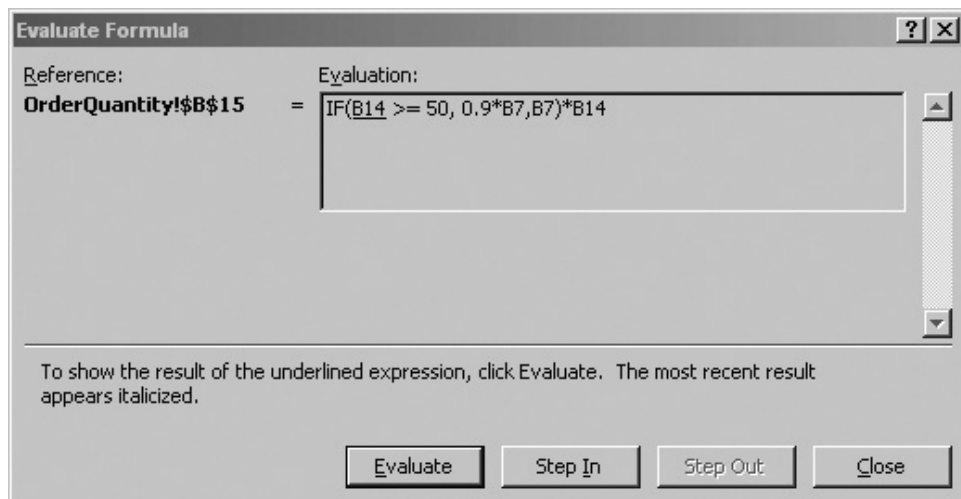 Evaluate Formula
Reference:
Evaluation:
OrderQuantity!$B$15 = IF(B14 >= 50, 0.9*B7,B7)*B14
To show the result of the underlined expression, click Evaluate. The most recent result
appears italicized.
Evaluate Step In Step Out Close